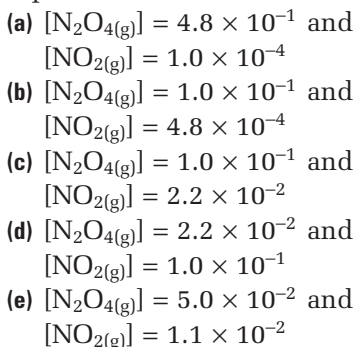 (a) [N₂O₄(g)] = 4.8 × 10⁻¹ and
[NO₂(g)] = 1.0 × 10⁻⁴
(b) [N₂O₄(g)] = 1.0 × 10⁻¹ and
[NO₂(g)] = 4.8 × 10⁻⁴
(c) [N₂O₄(g)] = 1.0 × 10⁻¹ and
[NO₂(g)] = 2.2 × 10⁻²
(d) [N₂O₄(g)] = 2.2 × 10⁻² and
[NO₂(g)] = 1.0 × 10⁻¹
(e) [N₂O₄(g)] = 5.0 × 10⁻² and
[NO₂(g)] = 1.1 × 10⁻²